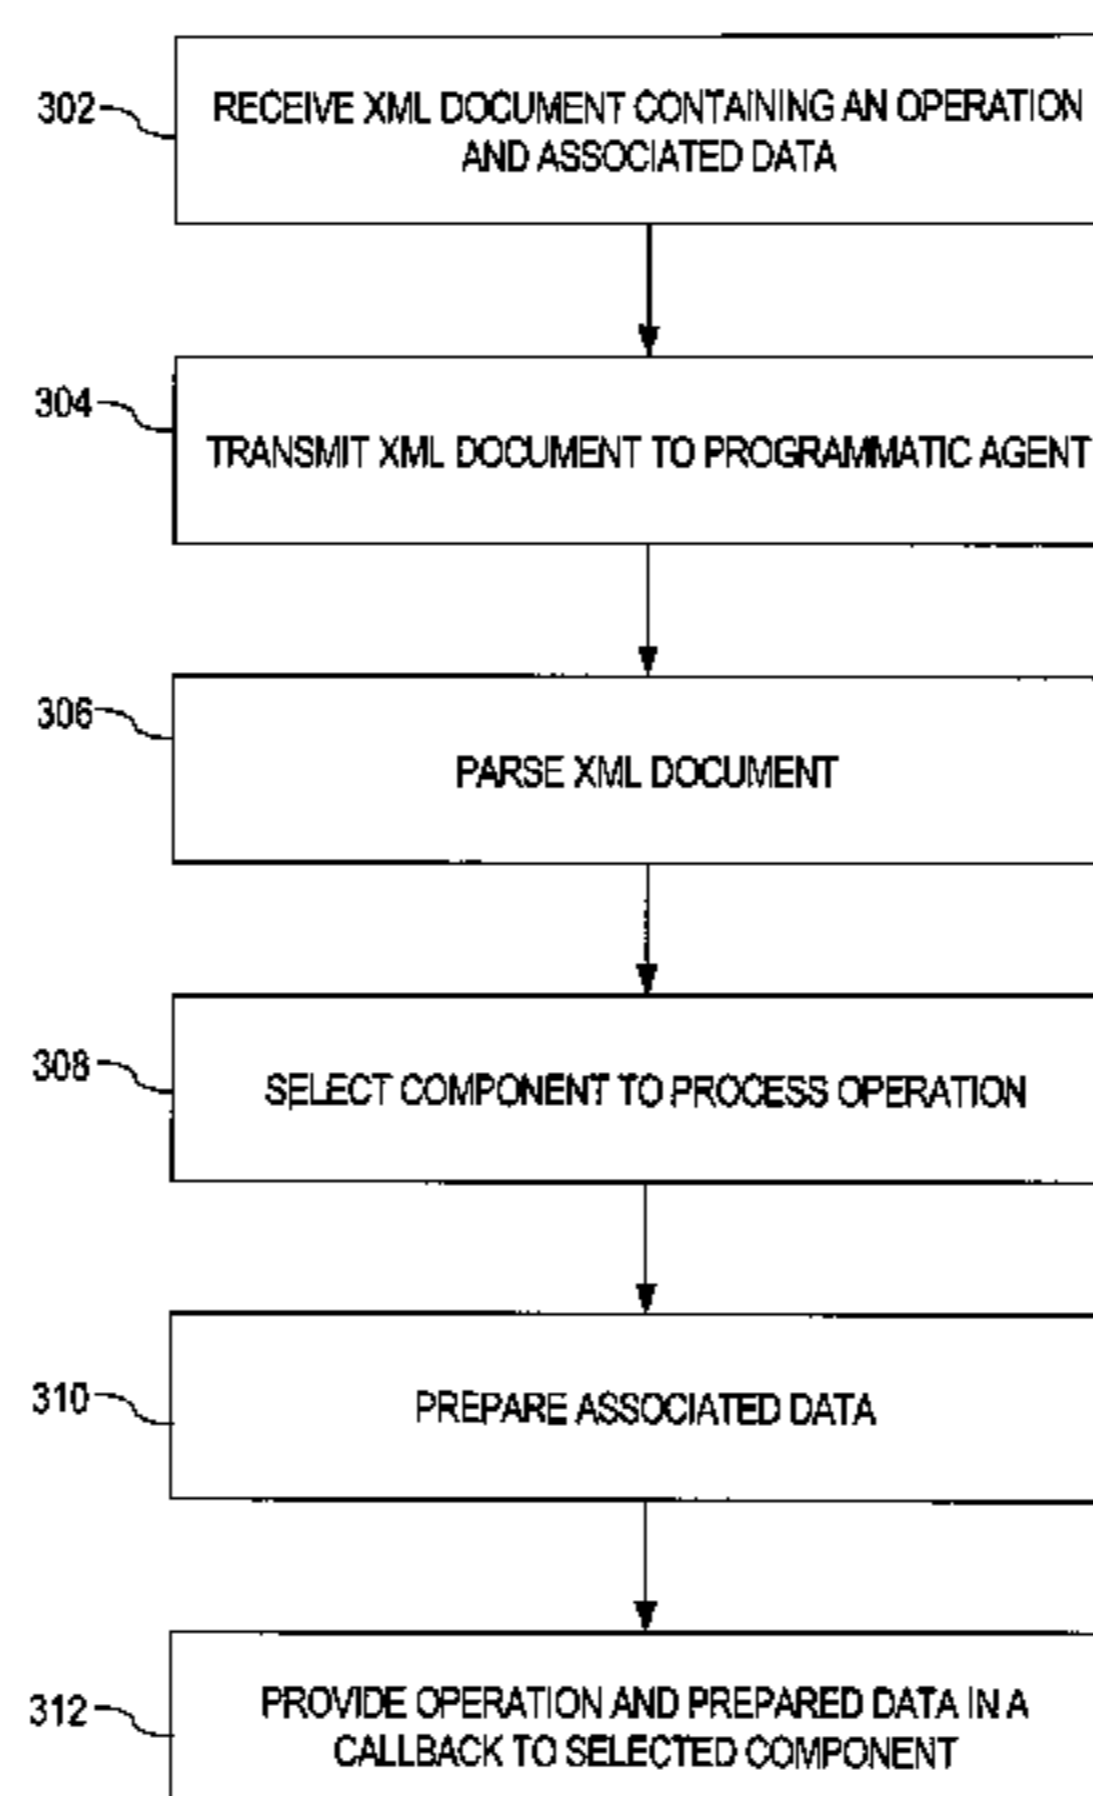 302
RECEIVE XML DOCUMENT CONTAINING AN OPERATION
AND ASSOCIATED DATA
304
TRANSMIT XML DOCUMENT TO PROGRAMMATIC AGENT
306
PARSE XML DOCUMENT
308
SELECT COMPONENT TO PROCESS OPERATION
310
PREPARE ASSOCIATED DATA
312
PROVIDE OPERATION AND PREPARED DATA IN A
CALLBACK TO SELECTED COMPONENT